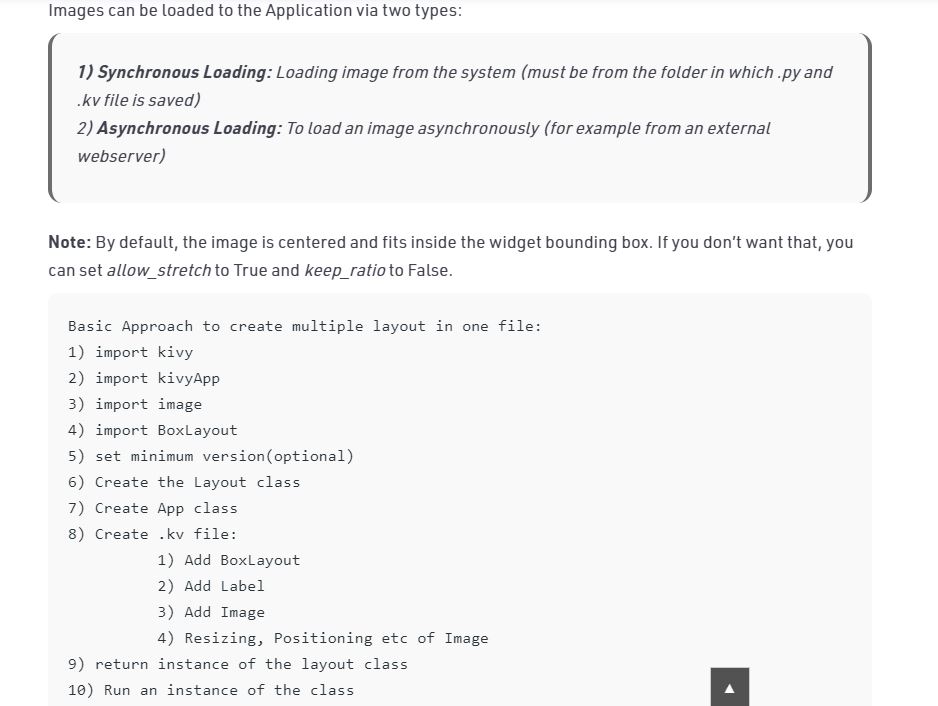 Images can be loaded to the Application via two types:
1) Synchronous Loading: Loading image from the system (must be from the folder in which .py and
.kv file is saved)
2) Asynchronous Loading: To load an image asynchronously (for example from an external
webserver)
Note: By default, the image is centered and fits inside the widget bounding box. If you don’t want that, you
can set allow_stretch to True and keep_ratio to False.
Basic Approach to create multiple layout in one file:
1) import kivy
2) import kivyApp
3) import image
4) import BoxLayout
5) set minimum version(optional)
6) Create the Layout class
7) Create App class
8) Create .kv file:
1) Add BoxLayout
2) Add Label
3) Add Image
4) Resizing, Positioning etc of Image
9) return instance of the layout class
10) Run an instance of the class